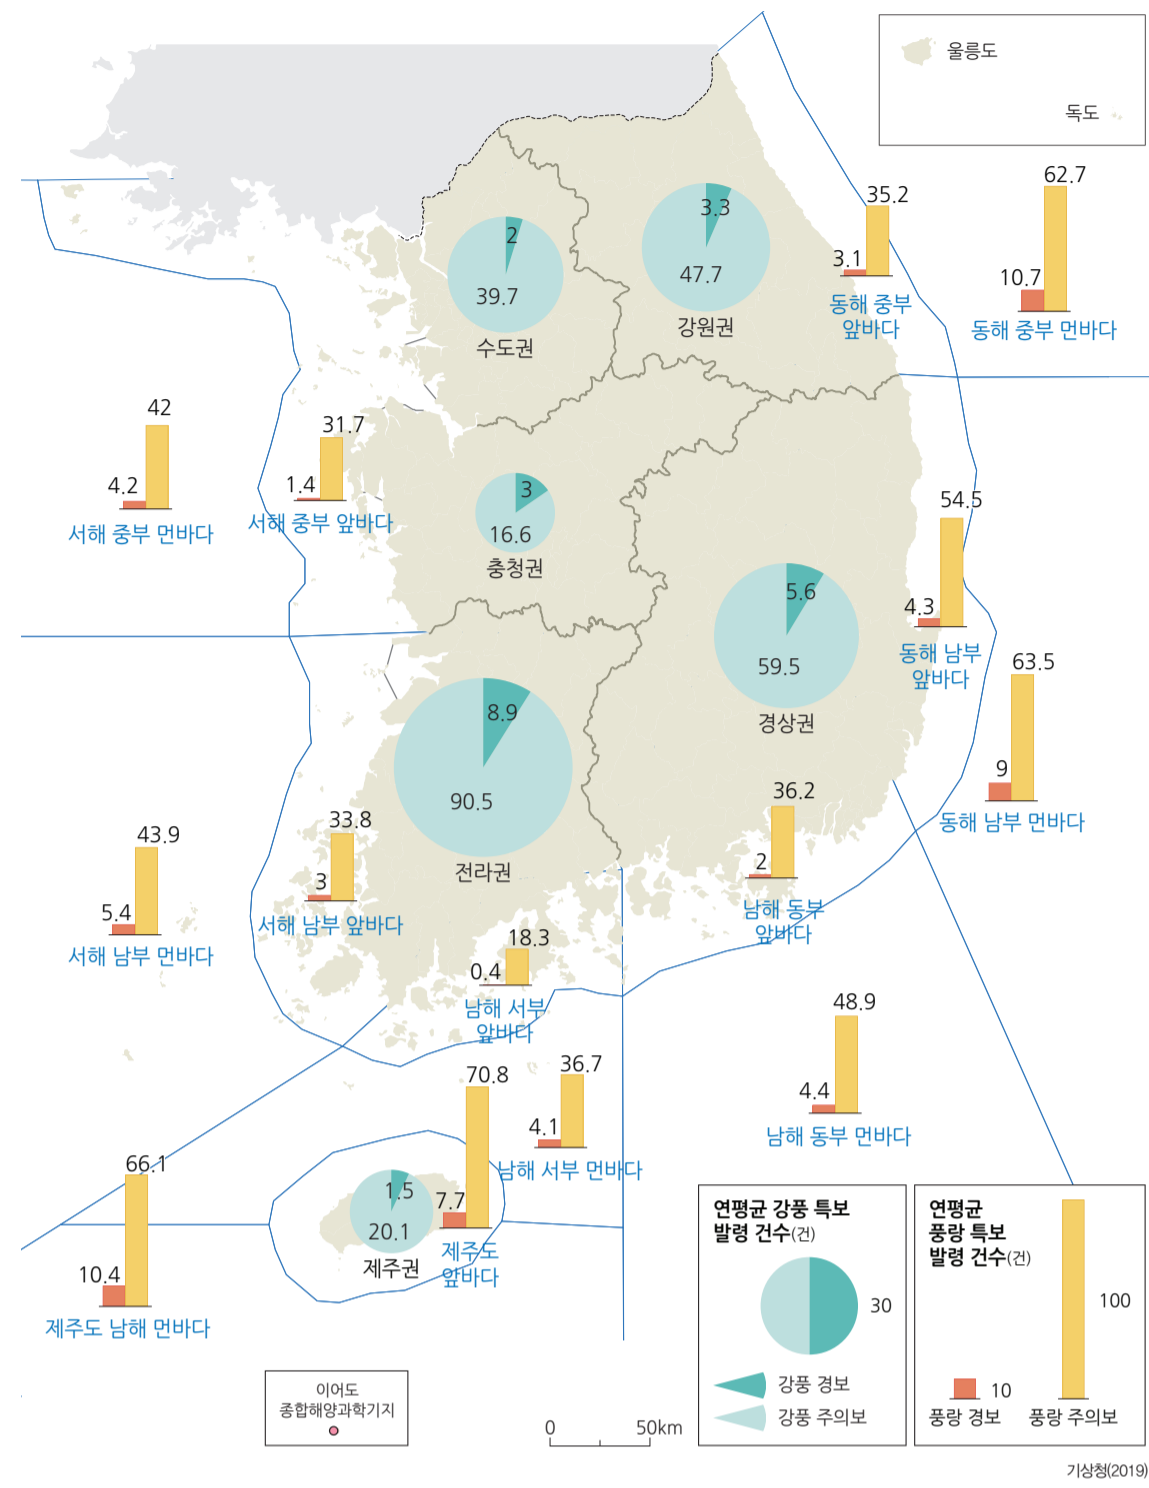 울릉도
독도
35.2
3.1
동해 중부
앞바다
62.7
10.7
동해 중부 먼바다
2
39.7
수도권
3.3
47.7
강원권
42
4.2
서해 중부 먼바다
31.7
1.4
서해 중부 앞바다
3
16.6
충청권
54.5
4.3
동해 남부
앞바다
5.6
59.5
경상권
63.5
9
동해 남부 먼바다
8.9
90.5
전라권
36.2
2
남해 동부
앞바다
43.9
5.4
서해 남부 먼바다
33.8
3
서해 남부 앞바다
18.3
0.4
남해 서부
앞바다
48.9
4.4
남해 동부 먼바다
36.7
4.1
남해 서부 먼바다
70.8
7.7
제주도
앞바다
1.5
20.1
제주권
66.1
10.4
제주도 남해 먼바다
이어도
종합해양과학기지
0 50km
연평균 강풍 특보
발령 건수(건)
30
강풍 경보
강풍 주의보
연평균
풍랑 특보
발령 건수(건)
100
10
풍랑 경보 풍랑 주의보
기상청(2019)